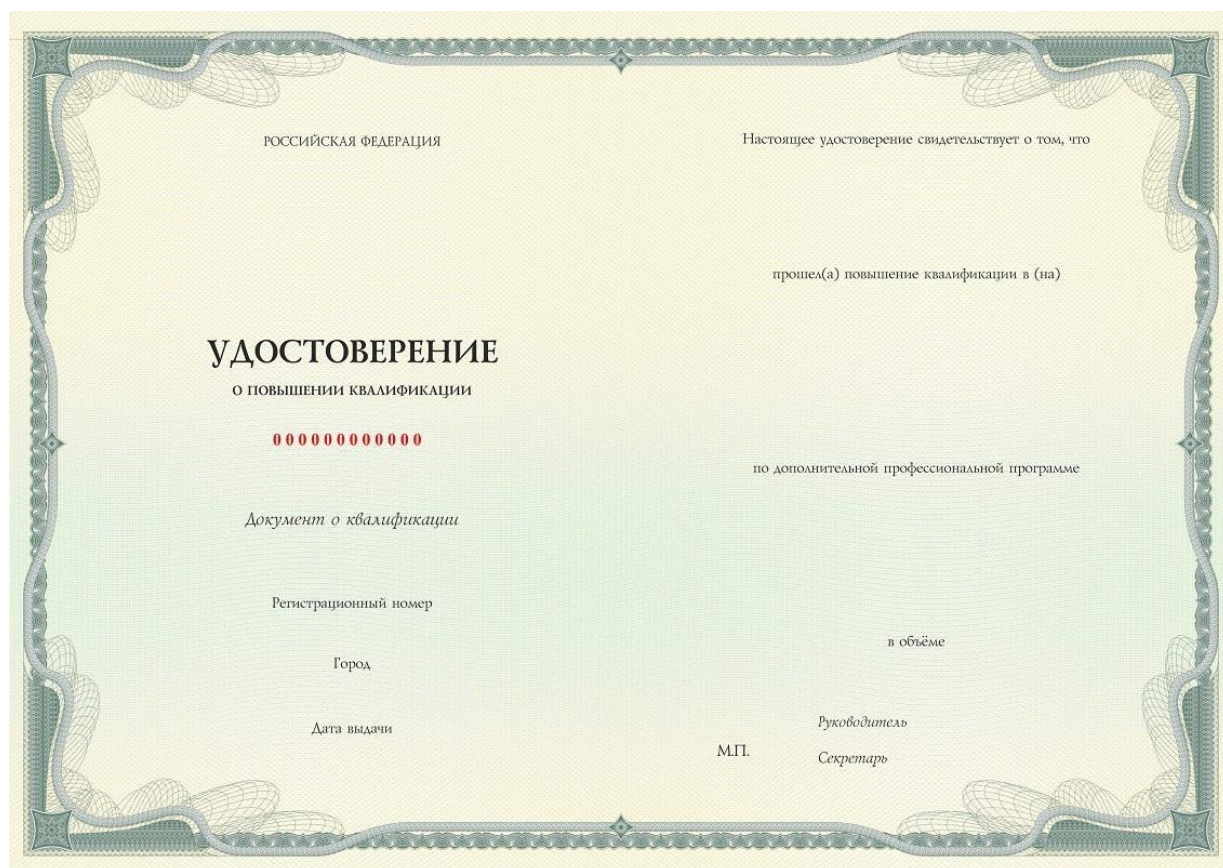 РОССИЙСКАЯ ФЕДЕРАЦИЯ
УДОСТОВЕРЕНИЕ
О ПОВЫШЕНИИ КВАЛИФИКАЦИИ
000000000000
Документ о квалификации
Регистрационный номер
Город
Дата выдачи
Настоящее удостоверение свидетельствует о том, что
прошел(а) повышение квалификации в (на)
по дополнительной профессиональной программе
в объёме
Руководитель
М.П.
Секретарь